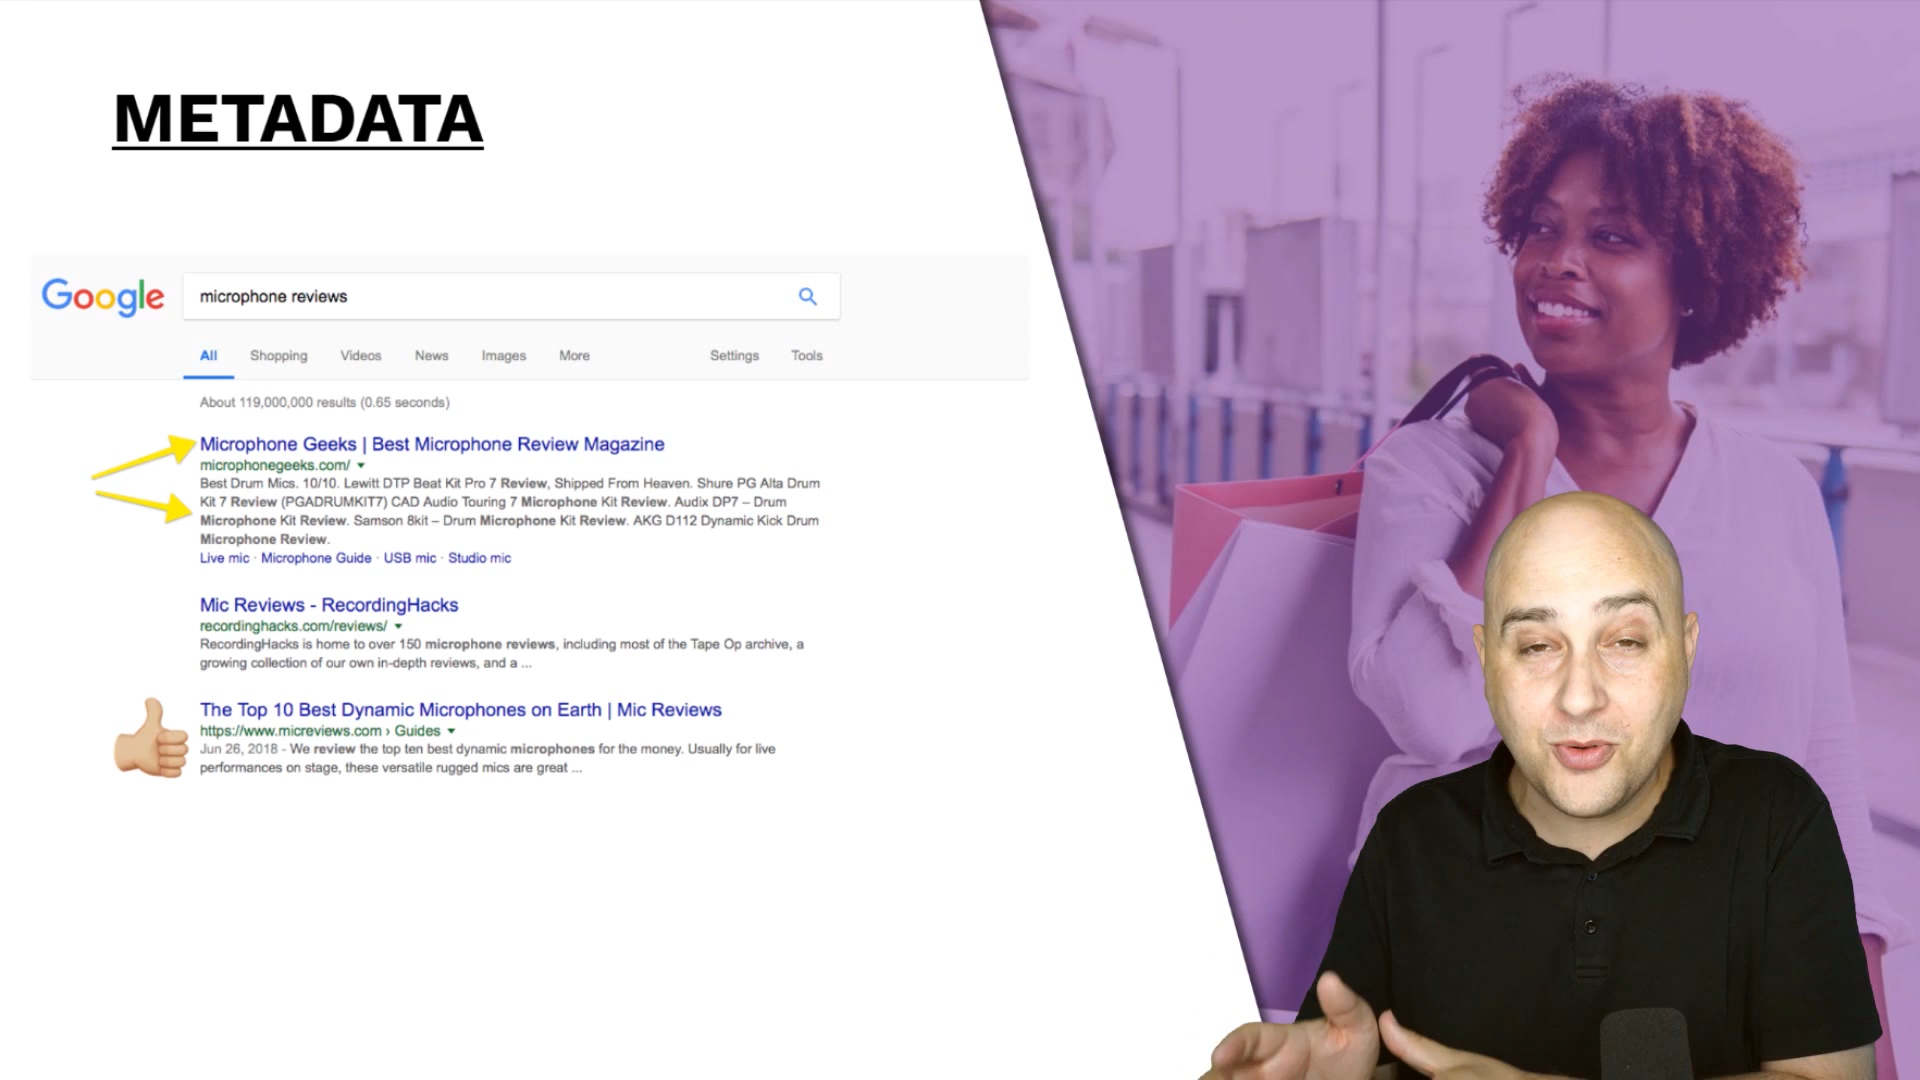 METADATA
Google
microphone reviews
All Shopping Videos News Images More Settings Tools
About 119,000,000 results (0.65 seconds)
Microphone Geeks | Best Microphone Review Magazine
microphonegeeks.com/
Best Drum Mics. 10/10. Lewitt DTP Beat Kit Pro 7 Review, Shipped From Heaven. Shure PG Alta Drum
Kit 7 Review (PGADRUMKIT7) CAD Audio Touring 7 Microphone Kit Review. Audix DP7 – Drum
Microphone Kit Review. Samson 8kit – Drum Microphone Kit Review. AKG D112 Dynamic Kick Drum
Microphone Review.
Live mic · Microphone Guide · USB mic · Studio mic
Mic Reviews - RecordingHacks
recordinghacks.com/reviews/
RecordingHacks is home to over 150 microphone reviews, including most of the Tape Op archive, a
growing collection of our own in-depth reviews, and a ...
The Top 10 Best Dynamic Microphones on Earth | Mic Reviews
https://www.micreviews.com › Guides
Jun 26, 2018 - We review the top ten best dynamic microphones for the money. Usually for live
performances on stage, these versatile rugged mics are great ...